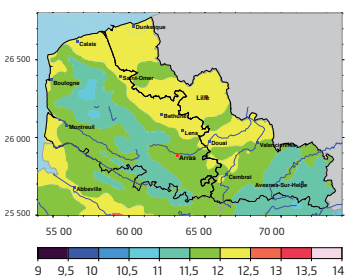 Dunkerque
Calais
26 500
Saint-Omer
Boulogne
Lille
Béthune
Montreuil
Lens
26 000
Douai
Valenciennes
Arras
Cambrai
Avesnes-Sur-Helpe
Abbeville
25 500
55 00 60 00 65 00 70 00
9 9,5 10 10,5 11 11,5 12 12,5 13 13,5 14